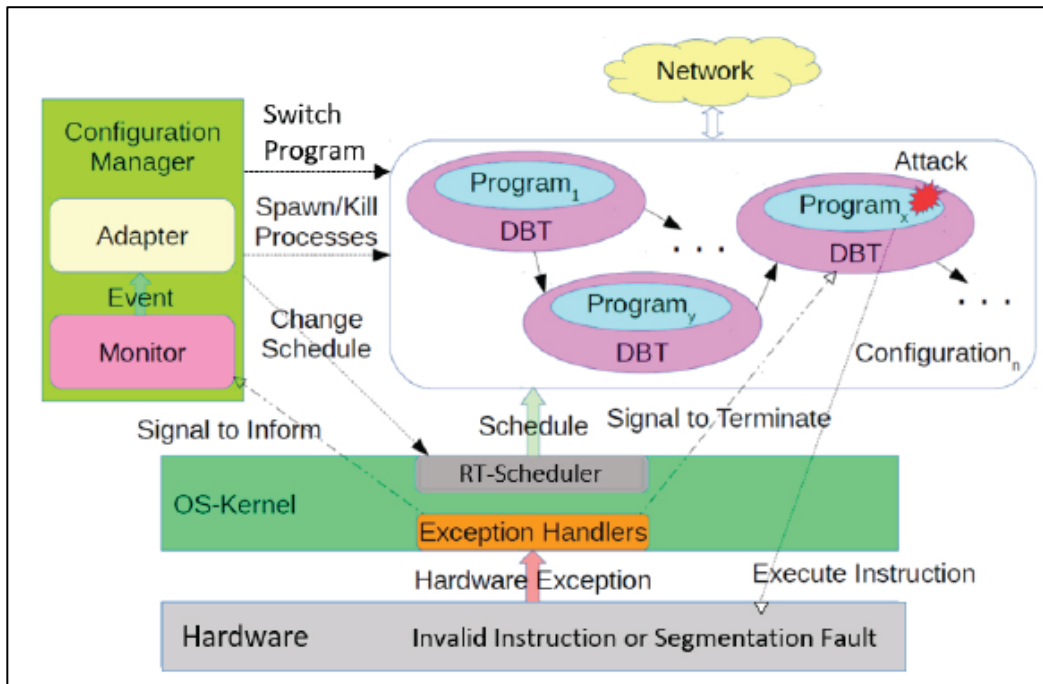 Network
Configuration
Manager
Switch
Program
Attack
Program1
DBT
Programx
DBT
Spawn/Kill
Processes
Adapter
. . .
Event
Programy
DBT
. . .
Change
Schedule
Monitor
Configurationn
Signal to Inform
Schedule
Signal to Terminate
RT-Scheduler
OS-Kernel
Exception Handlers
Hardware Exception
Execute Instruction
Hardware
Invalid Instruction or Segmentation Fault